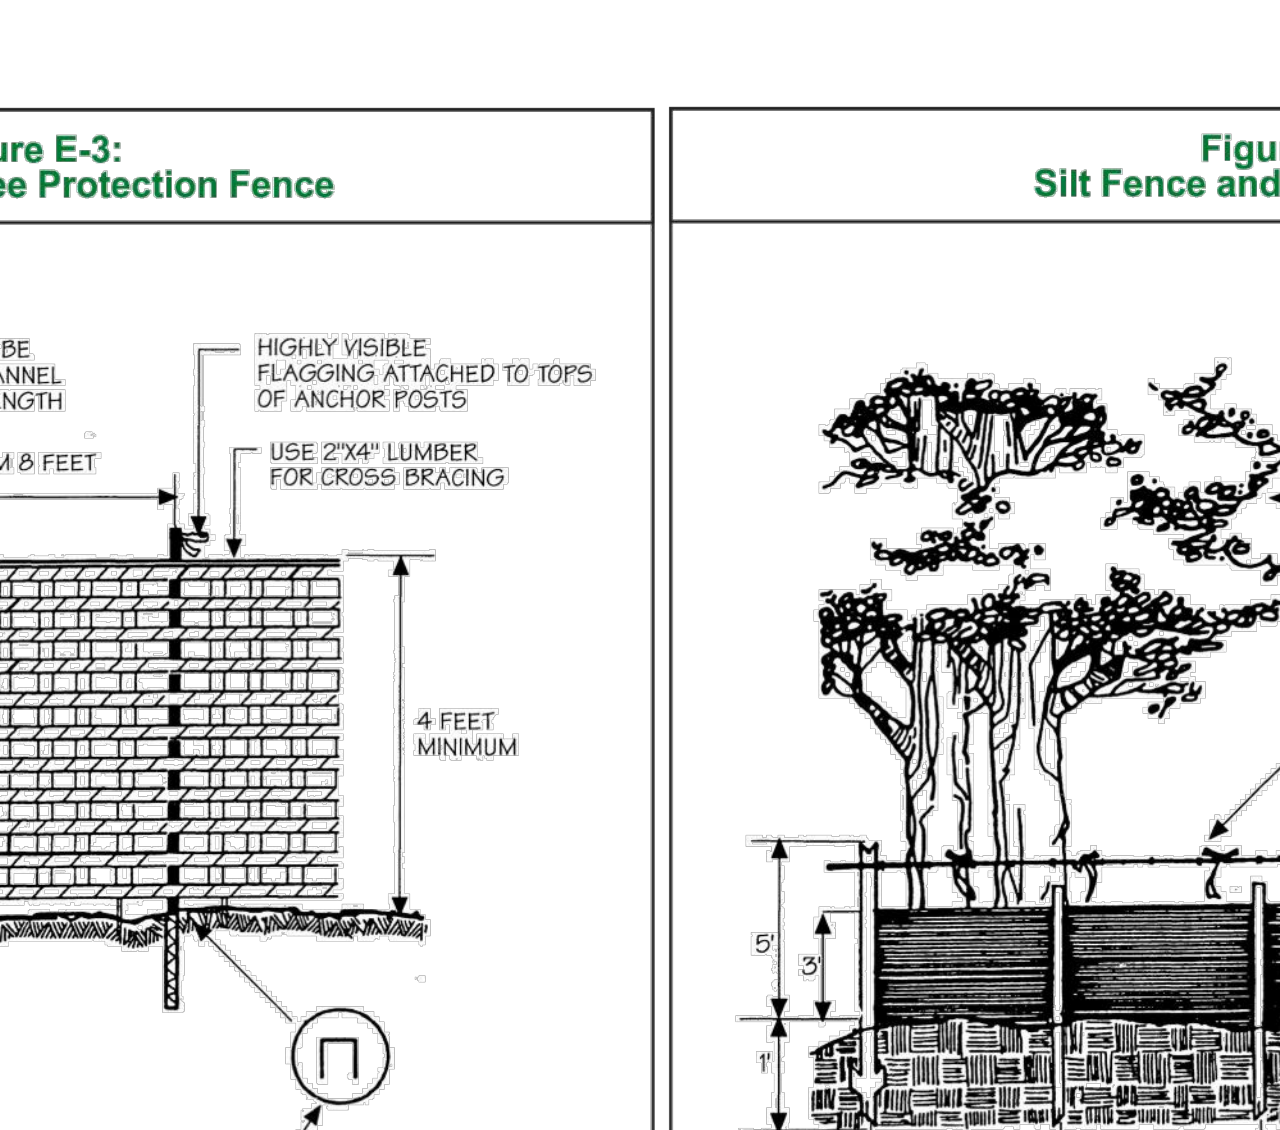 ure E-3:
ee Protection Fence
BE
ANNEL
NGTH
M 8 FEET
HIGHLY VISIBLE
FLAGGING ATTACHED TO TOPS
OF ANCHOR POSTS
USE 2"X4" LUMBER
FOR CROSS BRACING
4 FEET
MINIMUM
Figu
Silt Fence and
5'
3'
1'